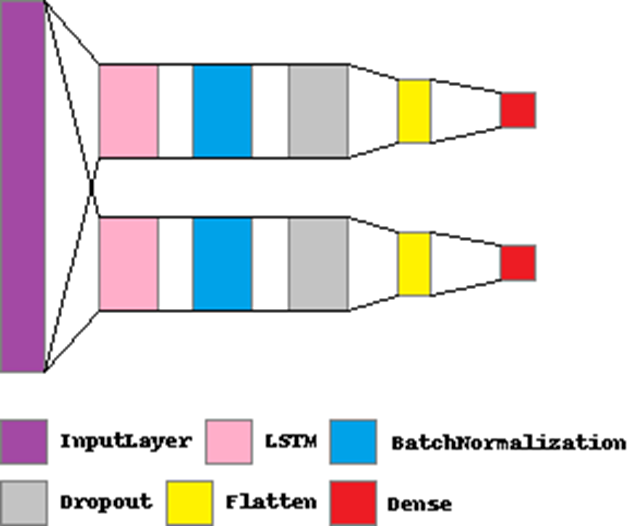 InputLayer LSTM BatchNormalization
Dropout Flatten Dense